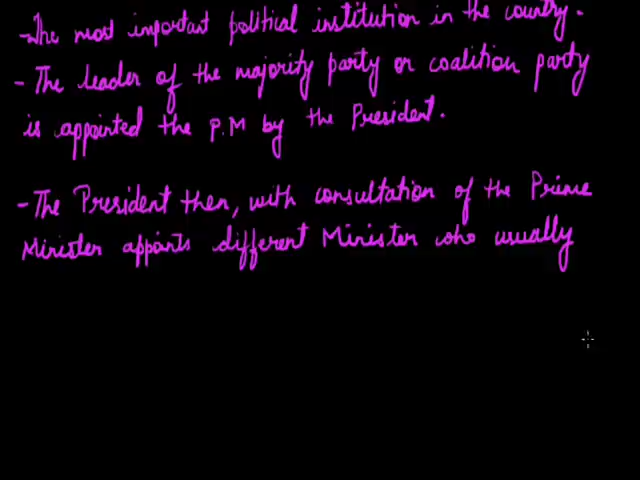 - The most important political institution in the country.
- The leader of the majority party or coalition party
is appointed the P.M by the President.
- The President then, with consultation of the Prime
Minister appoints different Minister who usually